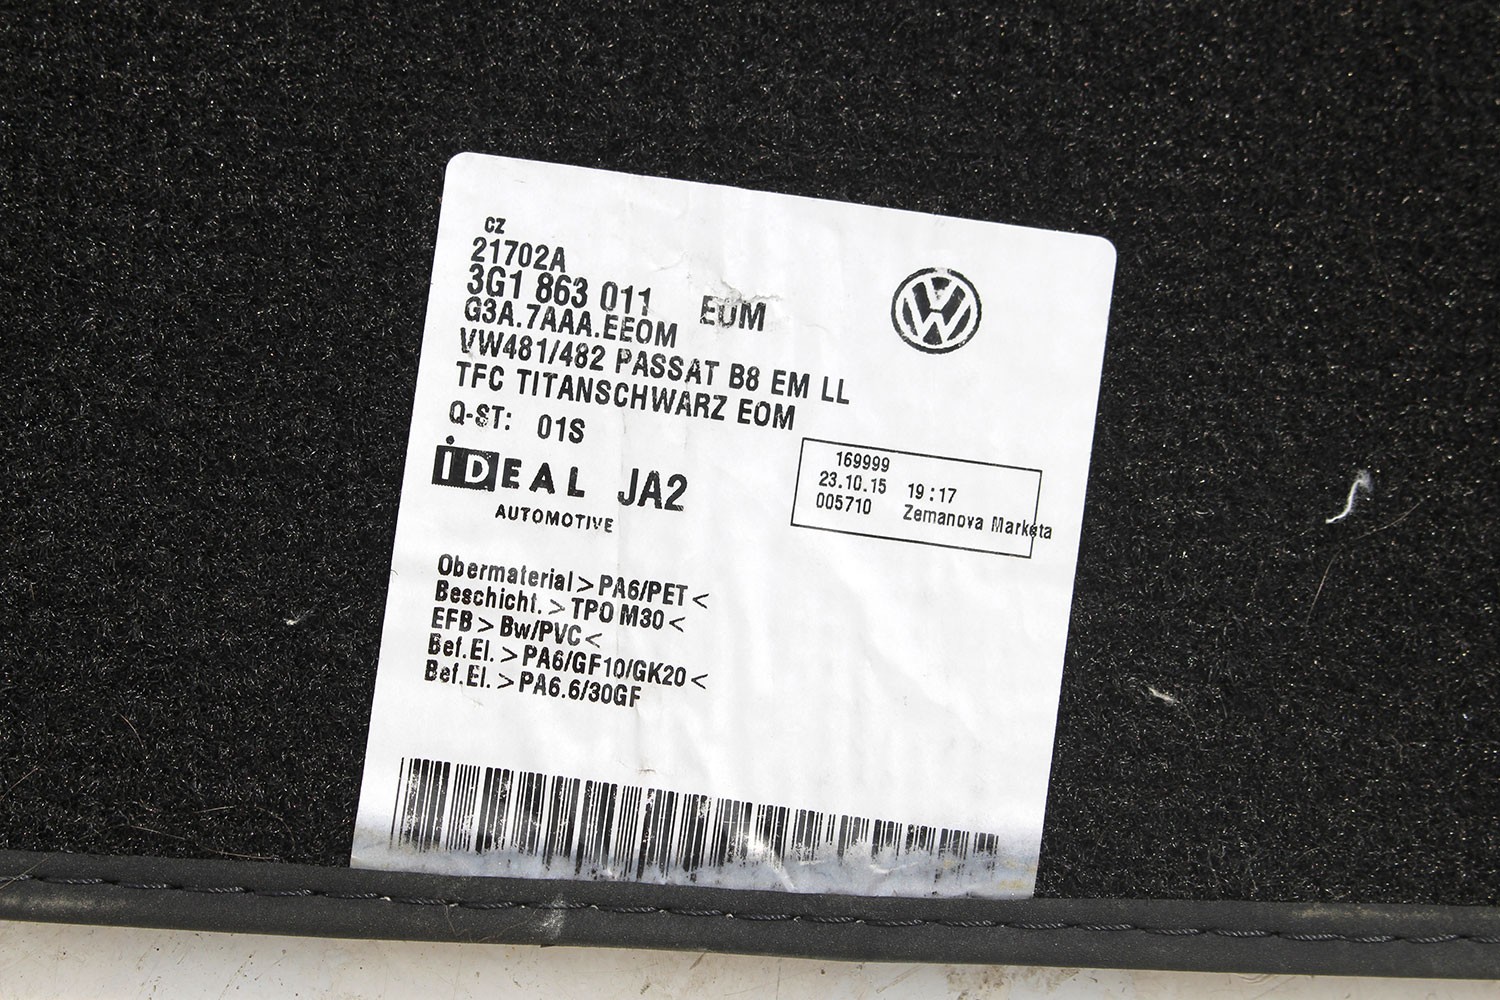 CZ
21702A
3G1 863 011 EOM
G3A.7AAA.EEOM
VW481/482 PASSAT B8 EM LL
TFC TITANSCHWARZ EOM
Q-ST: 01S
iDEAL JA2
AUTOMOTIVE
169999
23.10.15 19:17
005710 Zemanova Marketa
Obermaterial>PA6/PET<
Beschicht.>TPO M30<
EFB>Bw/PVC<
Bef.El.>PA6/GF10/GK20<
Bef.El.>PA6.6/30GF